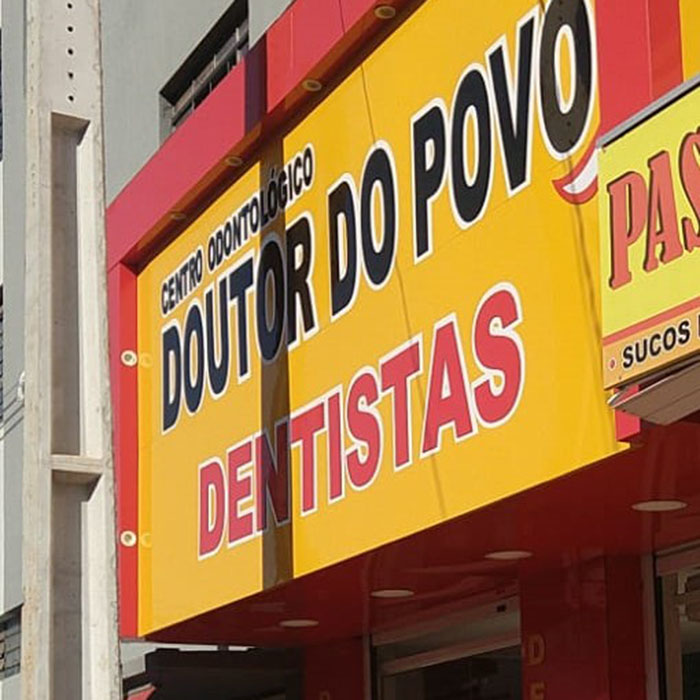 CENTRO ODONTOLÓGICO
DOUTOR DO POVO
DENTISTAS
PAS
SUCOS